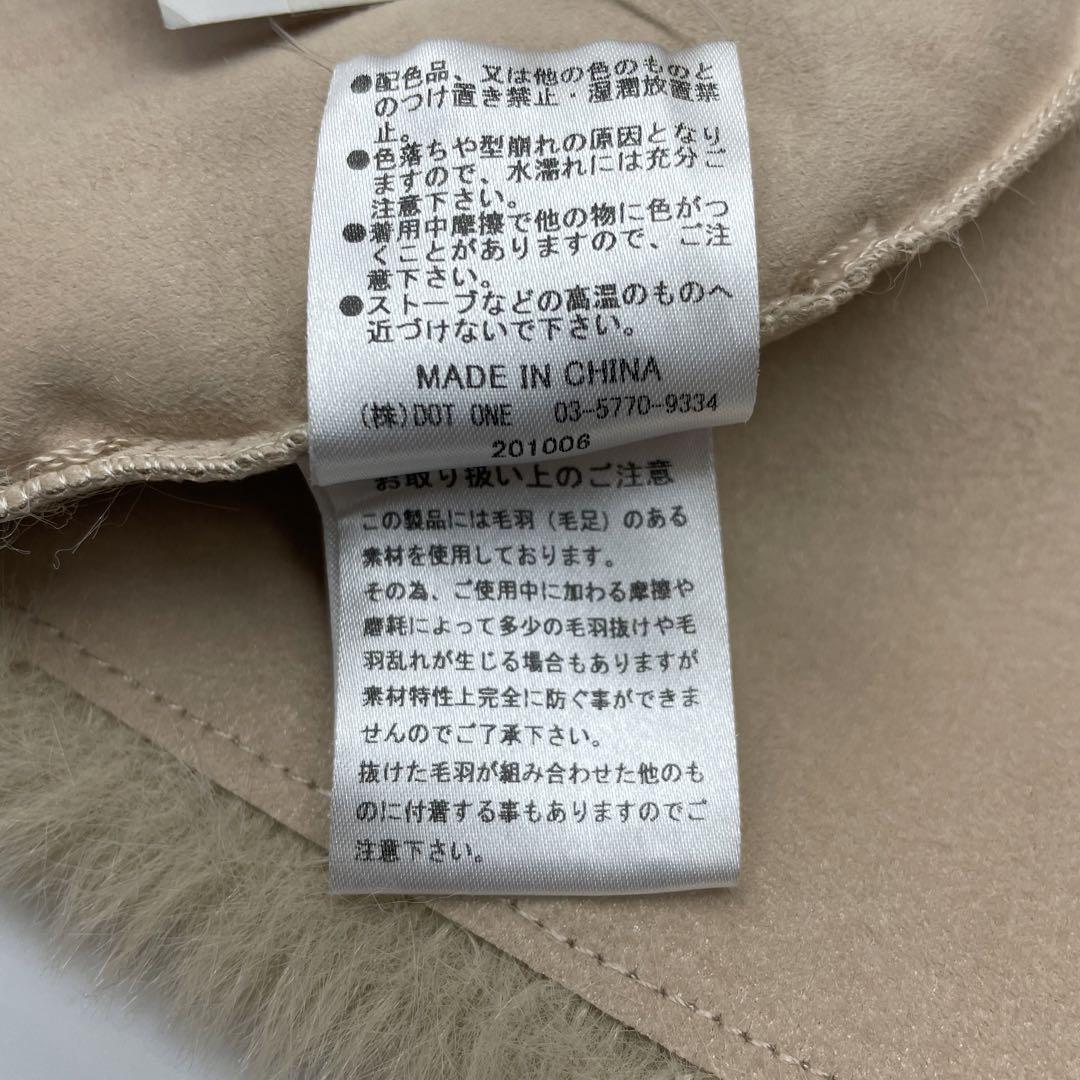 ●配色品、又は他の色のものと
のつけ置き禁止・湿潤放置禁
止。
●色落ちや型崩れの原因となり
ますので、水濡れには充分ご
注意下さい。
●着用中摩擦で他の物に色がつ
くことがありますので、ご注
意下さい。
●ストーブなどの高温のものへ
近づけないで下さい。
MADE IN CHINA
(株)DOT ONE 03-5770-9334
201006
お取り扱い上のご注意
この製品には毛羽(毛足)のある
素材を使用しております。
その為、ご使用中に加わる摩擦や
磨耗によって多少の毛羽抜けや毛
羽乱れが生じる場合もありますが
素材特性上完全に防ぐ事ができま
せんのでご了承下さい。
抜けた毛羽が組み合わせた他のも
のに付着する事もありますのでご
注意下さい。